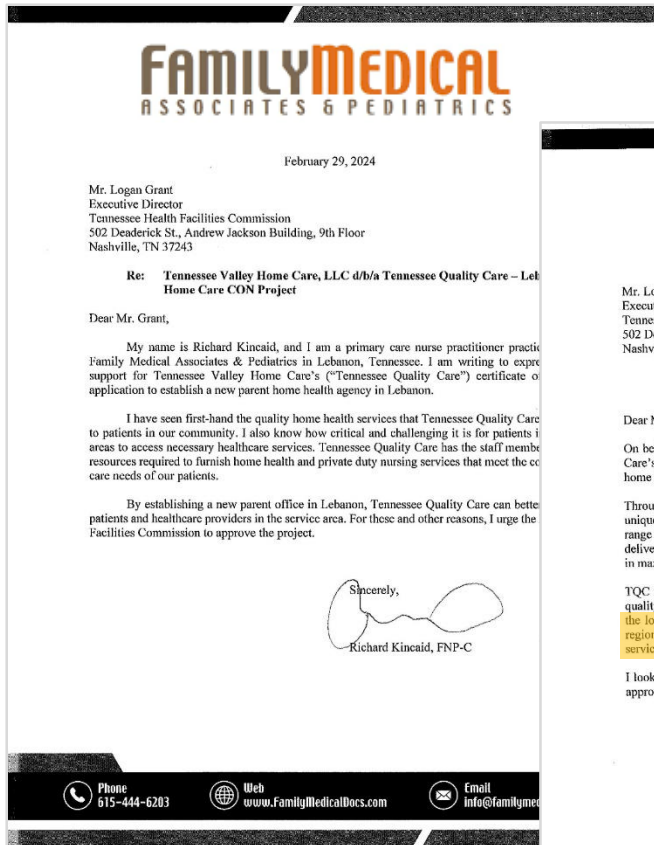 FAMILYMEDICAL
ASSOCIATES & PEDIATRICS
February 29, 2024
Mr. Logan Grant
Executive Director
Tennessee Health Facilities Commission
502 Deaderick St., Andrew Jackson Building, 9th Floor
Nashville, TN 37243
Re: Tennessee Valley Home Care, LLC d/b/a Tennessee Quality Care – Leb
Home Care CON Project
Dear Mr. Grant,
My name is Richard Kincaid, and I am a primary care nurse practitioner practic
Family Medical Associates & Pediatrics in Lebanon, Tennessee. I am writing to expre
support for Tennessee Valley Home Care's ("Tennessee Quality Care") certificate o
application to establish a new parent home health agency in Lebanon.
I have seen first-hand the quality home health services that Tennessee Quality Care
to patients in our community. I also know how critical and challenging it is for patients i
areas to access necessary healthcare services. Tennessee Quality Care has the staff membe
resources required to furnish home health and private duty nursing services that meet the co
care needs of our patients.
By establishing a new parent office in Lebanon, Tennessee Quality Care can bette
patients and healthcare providers in the service area. For these and other reasons, I urge the
Facilities Commission to approve the project.
Sincerely,
Richard Kincaid, FNP-C
Phone
615-444-6203
Web
www.FamilyMedicalDocs.com
Email
info@familymed
Mr. Lo
Execut
Tennes
502 De
Nashv
Dear M
On be
Care's
home
Throu
unique
range
delive
in max
TQC
qualit
the lo
region
servic
I look
appro